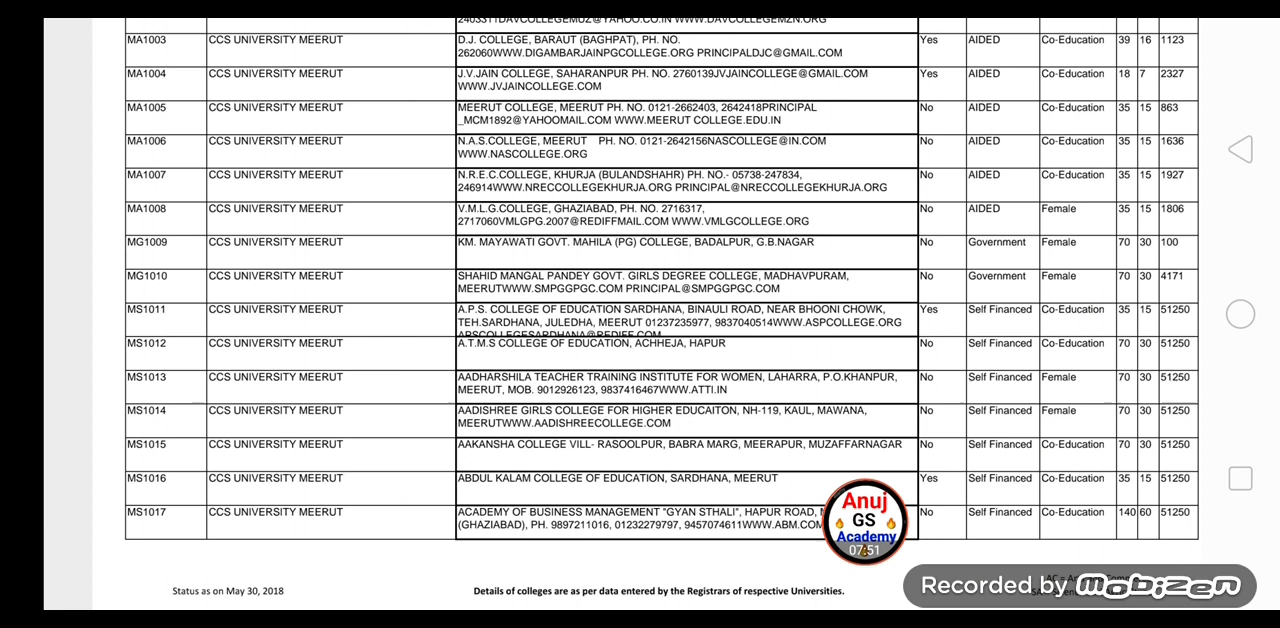 2403311DAVCOLLEGEMUZ@YAHOO.CO.IN WWW.DAVCOLLEGEMZN.ORG
MA1003 CCS UNIVERSITY MEERUT D.J. COLLEGE, BARAUT (BAGHPAT), PH. NO. Yes AIDED Co-Education 39 16 1123
262060WWW.DIGAMBARJAINPGCOLLEGE.ORG PRINCIPALDJC@GMAIL.COM
MA1004 CCS UNIVERSITY MEERUT J.V.JAIN COLLEGE, SAHARANPUR PH. NO. 2760139JVJAINCOLLEGE@GMAIL.COM Yes AIDED Co-Education 18 7 2327
WWW.JVJAINCOLLEGE.COM
MA1005 CCS UNIVERSITY MEERUT MEERUT COLLEGE, MEERUT PH. NO. 0121-2662403, 2642418PRINCIPAL No AIDED Co-Education 35 15 863
_MCM1892@YAHOOMAIL.COM WWW.MEERUT COLLEGE.EDU.IN
MA1006 CCS UNIVERSITY MEERUT N.A.S.COLLEGE, MEERUT PH. NO. 0121-2642156NASCOLLEGE@IN.COM No AIDED Co-Education 35 15 1636
WWW.NASCOLLEGE.ORG
MA1007 CCS UNIVERSITY MEERUT N.R.E.C.COLLEGE, KHURJA (BULANDSHAHR) PH. NO.- 05738-247834, No AIDED Co-Education 35 15 1927
246914WWW.NRECCOLLEGEKHURJA.ORG PRINCIPAL@NRECCOLLEGEKHURJA.ORG
MA1008 CCS UNIVERSITY MEERUT V.M.L.G.COLLEGE, GHAZIABAD, PH. NO. 2716317, No AIDED Female 35 15 1806
2717060VMLGPG.2007@REDIFFMAIL.COM WWW.VMLGCOLLEGE.ORG
MG1009 CCS UNIVERSITY MEERUT KM. MAYAWATI GOVT. MAHILA (PG) COLLEGE, BADALPUR, G.B.NAGAR No Government Female 70 30 100
MG1010 CCS UNIVERSITY MEERUT SHAHID MANGAL PANDEY GOVT. GIRLS DEGREE COLLEGE, MADHAVPURAM, No Government Female 70 30 4171
MEERUTWWW.SMPGGPGC.COM PRINCIPAL@SMPGGPGC.COM
MS1011 CCS UNIVERSITY MEERUT A.P.S. COLLEGE OF EDUCATION SARDHANA, BINAULI ROAD, NEAR BHOONI CHOWK, Yes Self Financed Co-Education 35 15 51250
TEH.SARDHANA, JULEDHA, MEERUT 01237235977, 9837040514WWW.ASPCOLLEGE.ORG
APSCOLLEGESARDHANA@REDIFF.COM
MS1012 CCS UNIVERSITY MEERUT A.T.M.S COLLEGE OF EDUCATION, ACHHEJA, HAPUR No Self Financed Co-Education 70 30 51250
MS1013 CCS UNIVERSITY MEERUT AADHARSHILA TEACHER TRAINING INSTITUTE FOR WOMEN, LAHARRA, P.O.KHANPUR, No Self Financed Female 70 30 51250
MEERUT, MOB. 9012926123, 9837416467WWW.ATTI.IN
MS1014 CCS UNIVERSITY MEERUT AADISHREE GIRLS COLLEGE FOR HIGHER EDUCAITON, NH-119, KAUL, MAWANA, No Self Financed Female 70 30 51250
MEERUTWWW.AADISHREECOLLEGE.COM
MS1015 CCS UNIVERSITY MEERUT AAKANSHA COLLEGE VILL- RASOOLPUR, BABRA MARG, MEERAPUR, MUZAFFARNAGAR No Self Financed Co-Education 70 30 51250
MS1016 CCS UNIVERSITY MEERUT ABDUL KALAM COLLEGE OF EDUCATION, SARDHANA, MEERUT Yes Self Financed Co-Education 35 15 51250
MS1017 CCS UNIVERSITY MEERUT ACADEMY OF BUSINESS MANAGEMENT "GYAN STHALI", HAPUR ROAD, No Self Financed Co-Education 140 60 51250
(GHAZIABAD), PH. 9897211016, 01232279797, 9457074611WWW.ABM.COM
Anuj
GS
Academy
07:51
Status as on May 30, 2018 Details of colleges are as per data entered by the Registrars of respective Universities.
Recorded by MOBIZEN